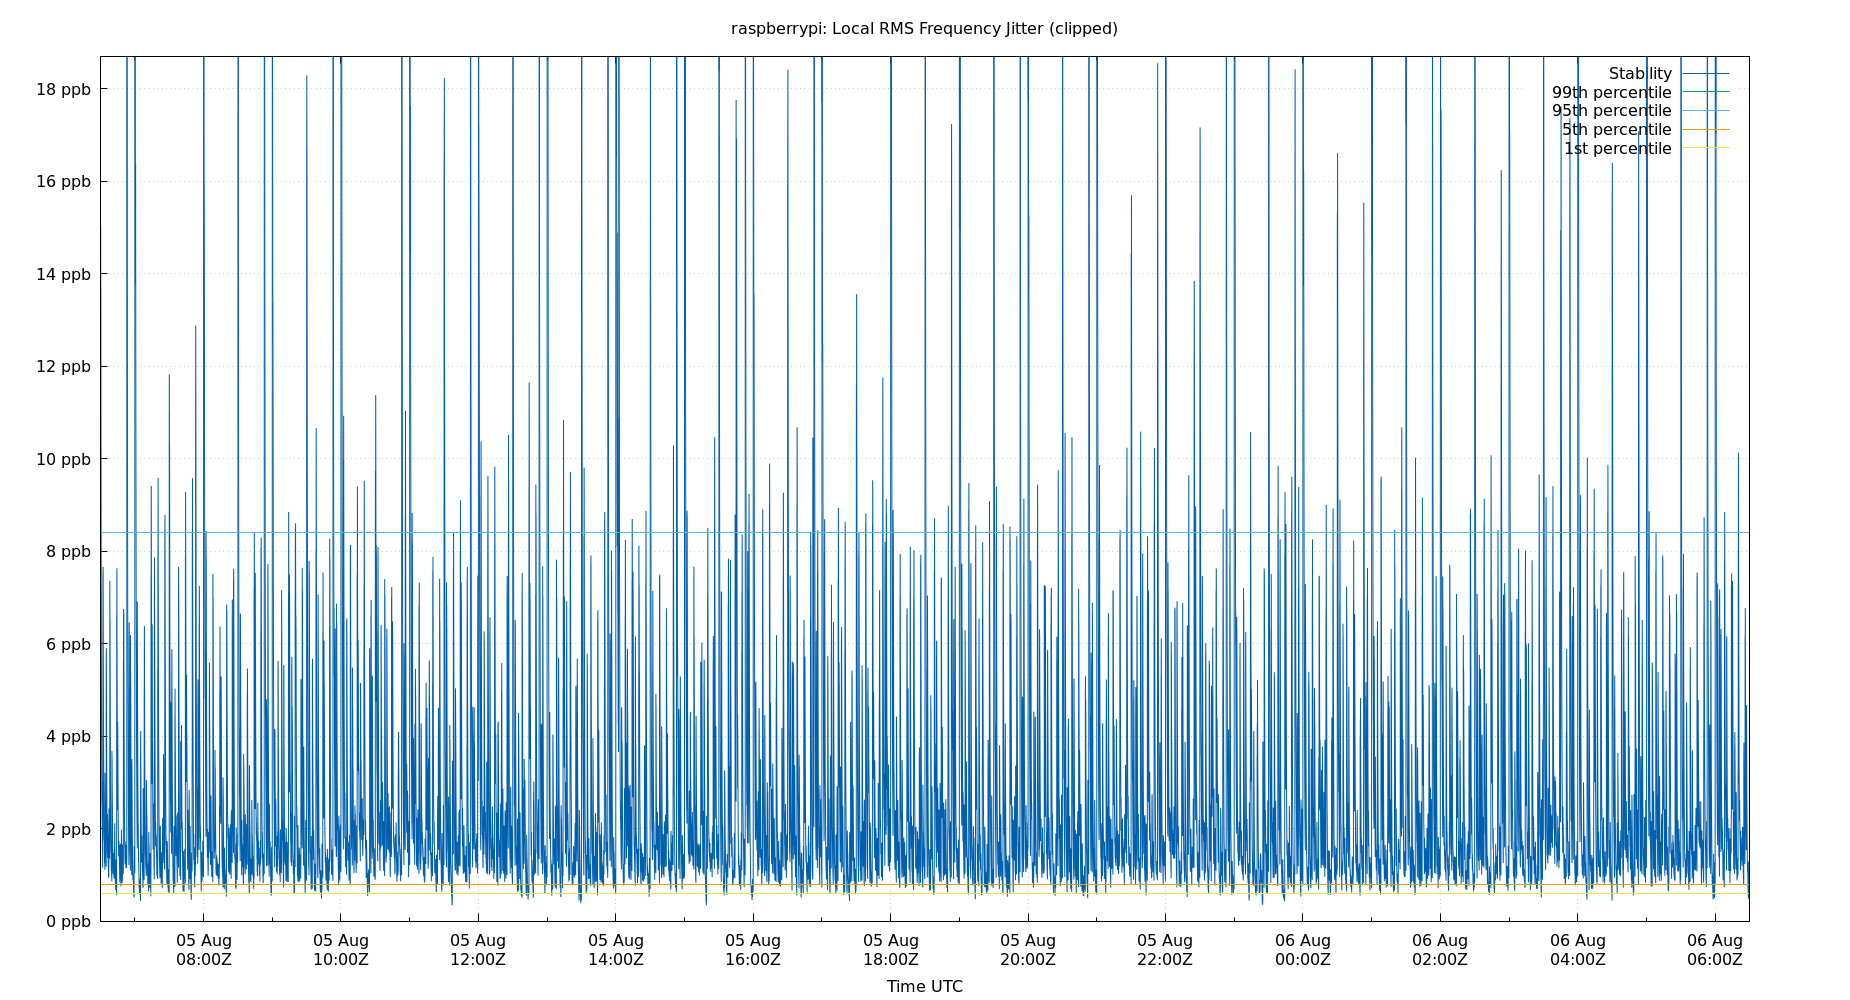 raspberrypi: Local RMS Frequency Jitter (clipped)
18 ppb
16 ppb
14 ppb
12 ppb
10 ppb
8 ppb
6 ppb
4 ppb
2 ppb
0 ppb
Stability
99th percentile
95th percentile
5th percentile
1st percentile
05 Aug 05 Aug 05 Aug 05 Aug 05 Aug 05 Aug 05 Aug 05 Aug 06 Aug 06 Aug 06 Aug 06 Aug
08:00Z 10:00Z 12:00Z 14:00Z 16:00Z 18:00Z 20:00Z 22:00Z 00:00Z 02:00Z 04:00Z 06:00Z
Time UTC